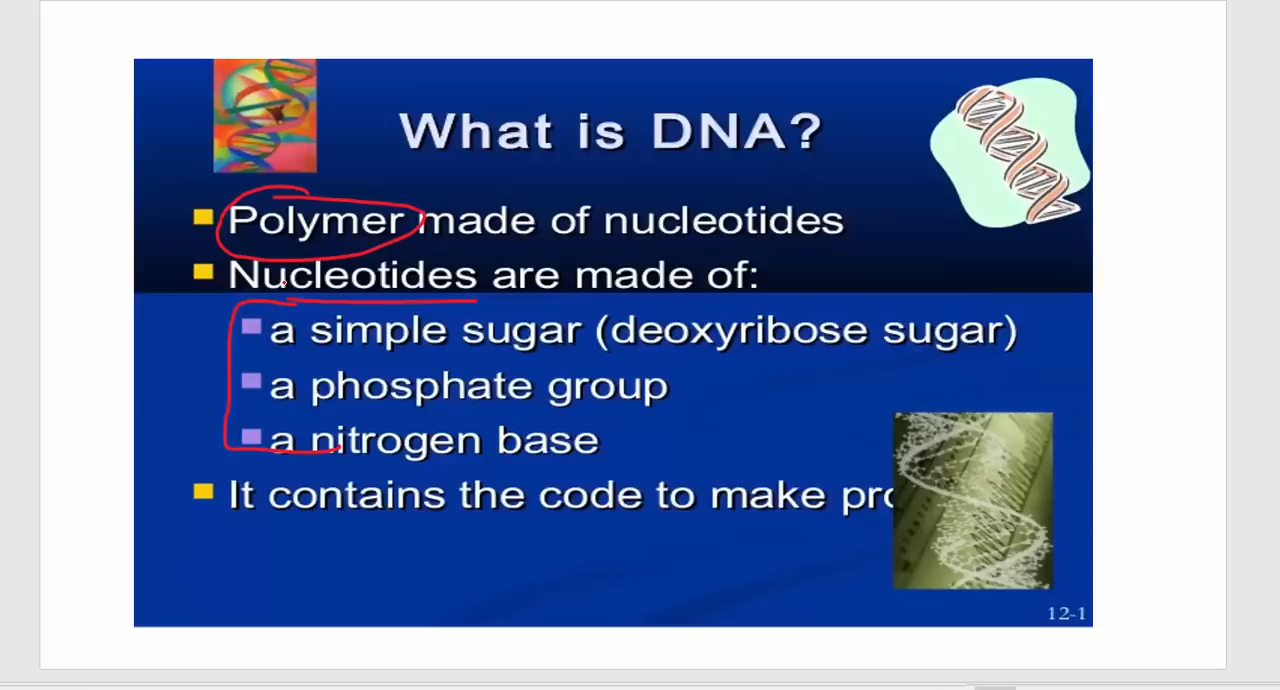 What is DNA?
Polymer made of nucleotides
Nucleotides are made of:
a simple sugar (deoxyribose sugar)
a phosphate group
a nitrogen base
It contains the code to make
12-1